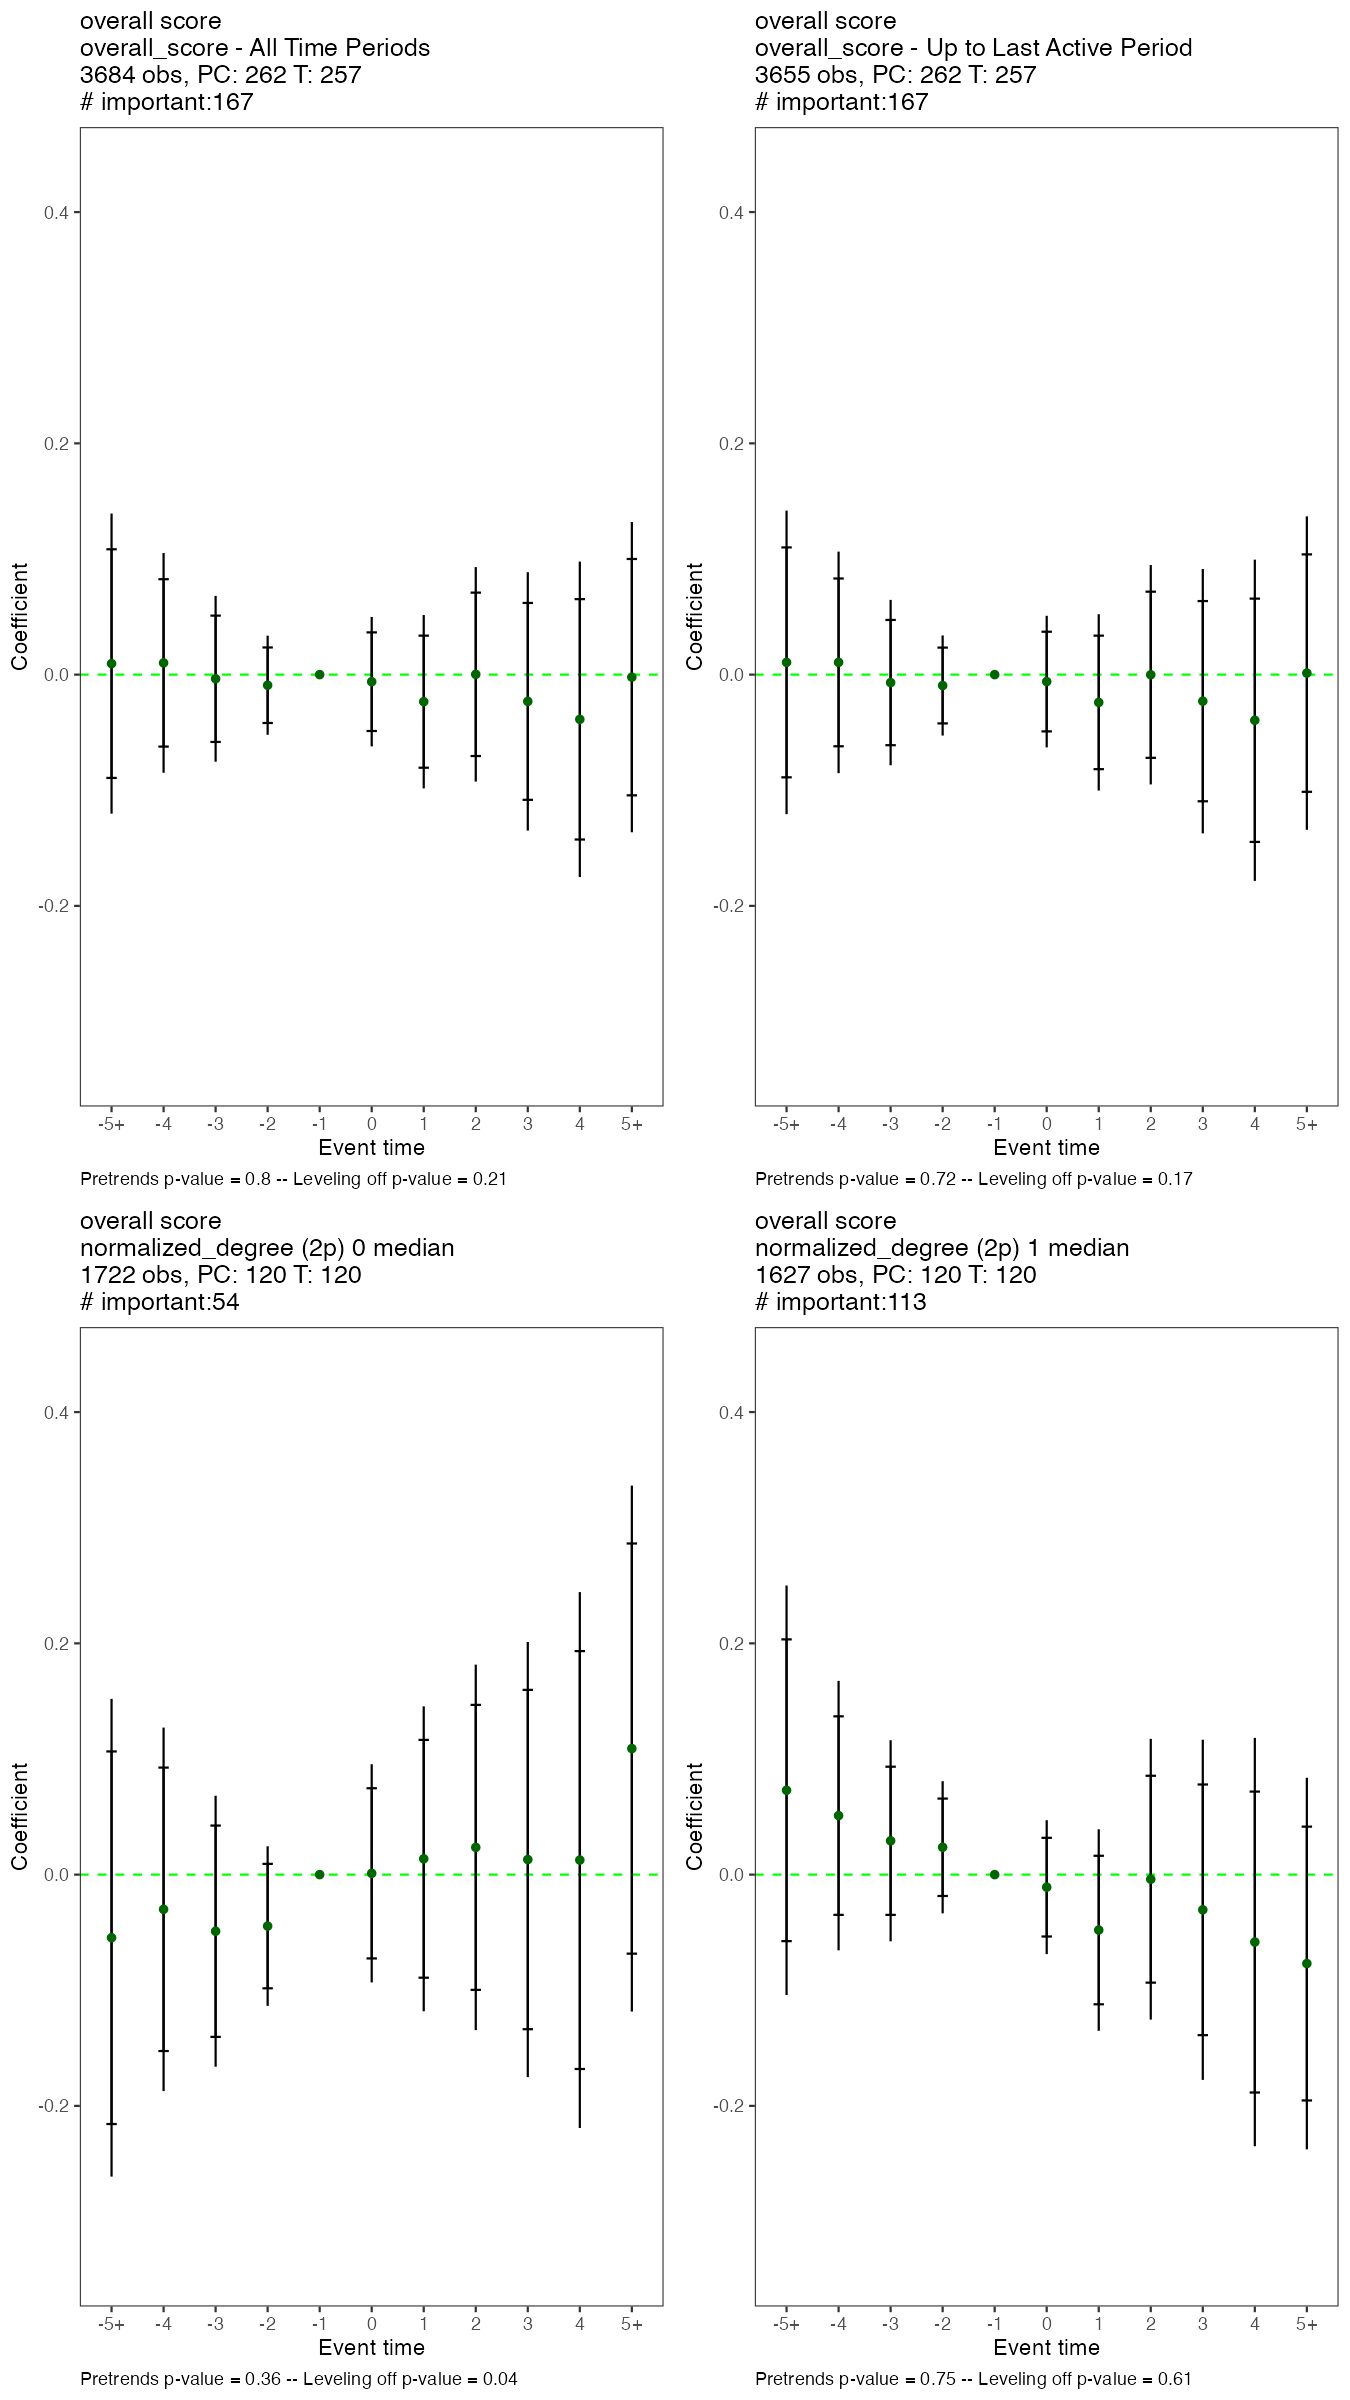 overall score
overall_score - All Time Periods
3684 obs, PC: 262 T: 257
# important:167
0.4
0.2
0.0
-0.2
Coefficient
-5+ -4 -3 -2 -1 0 1 2 3 4 5+
Event time
Pretrends p-value = 0.8 -- Leveling off p-value = 0.21
overall score
overall_score - Up to Last Active Period
3655 obs, PC: 262 T: 257
# important:167
0.4
0.2
0.0
-0.2
Coefficient
-5+ -4 -3 -2 -1 0 1 2 3 4 5+
Event time
Pretrends p-value = 0.72 -- Leveling off p-value = 0.17
overall score
normalized_degree (2p) 0 median
1722 obs, PC: 120 T: 120
# important:54
0.4
0.2
0.0
-0.2
Coefficient
-5+ -4 -3 -2 -1 0 1 2 3 4 5+
Event time
Pretrends p-value = 0.36 -- Leveling off p-value = 0.04
overall score
normalized_degree (2p) 1 median
1627 obs, PC: 120 T: 120
# important:113
0.4
0.2
0.0
-0.2
Coefficient
-5+ -4 -3 -2 -1 0 1 2 3 4 5+
Event time
Pretrends p-value = 0.75 -- Leveling off p-value = 0.61